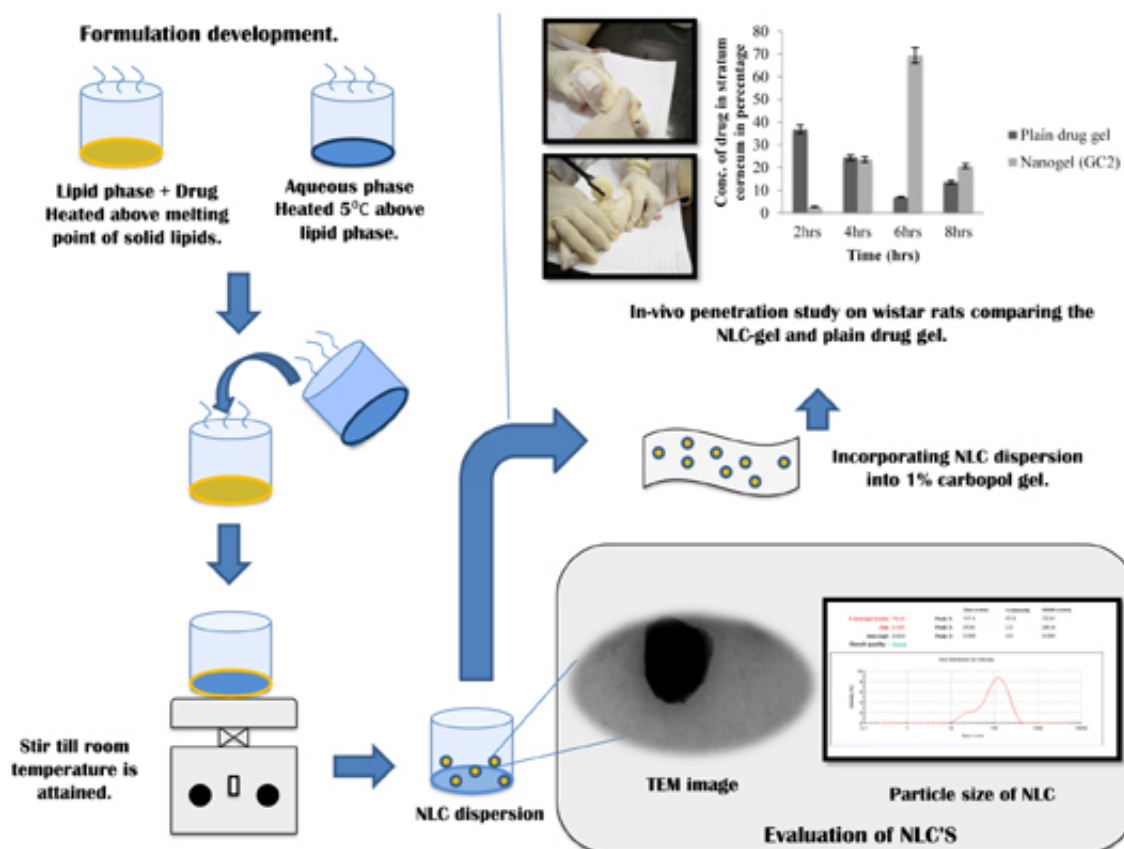 Formulation development.
Lipid phase + Drug
Heated above melting
point of solid lipids.
Aqueous phase
Heated 5°C above
lipid phase.
Stir till room
temperature is
attained.
NLC dispersion
Conc. of drug in stratum
corneum in percentage
80
70
60
50
40
30
20
10
0
2hrs 4hrs 6hrs 8hrs
Time (hrs)
Plain drug gel
Nanogel (GC2)
In-vivo penetration study on wistar rats comparing the
NLC-gel and plain drug gel.
Incorporating NLC dispersion
into 1% carbopol gel.
TEM image
Particle size of NLC
Evaluation of NLC'S